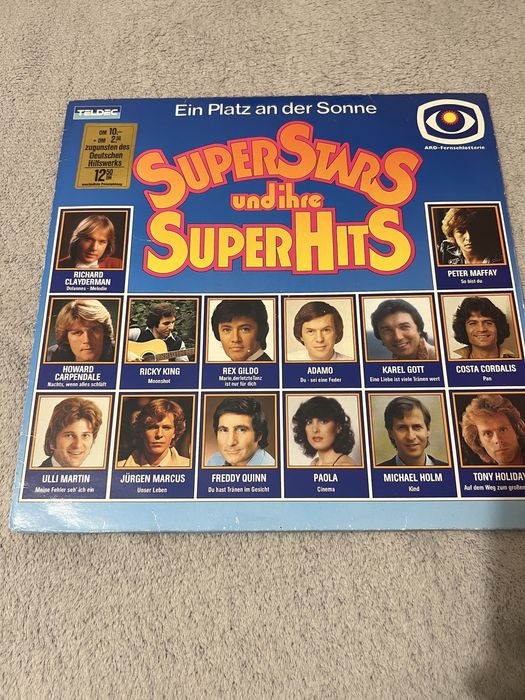 TELDEC
Ein Platz an der Sonne
DM 10.–
+ DM 2.50
zugunsten des
Deutschen
Hilfswerks
12 50
DM
ARD-Fernsehlotterie
SUPERSTARS
und ihre
SUPERHITS
RICHARD
CLAYDERMAN
Dolannes - Melodie
PETER MAFFAY
So bist du
HOWARD
CARPENDALE
Nachts, wenn alles schläft
RICKY KING
Moonshot
REX GILDO
Marie, der letzte Tanz
ist nur für dich
ADAMO
Du - sei eine Feder
KAREL GOTT
Eine Liebe ist viele Tränen wert
COSTA CORDALIS
Pan
ULLI MARTIN
Meine Fehler seh' ich ein
JÜRGEN MARCUS
Unser Leben
FREDDY QUINN
Du hast Tränen im Gesicht
PAOLA
Cinema
MICHAEL HOLM
Kind
TONY HOLIDAY
Auf dem Weg zum großen